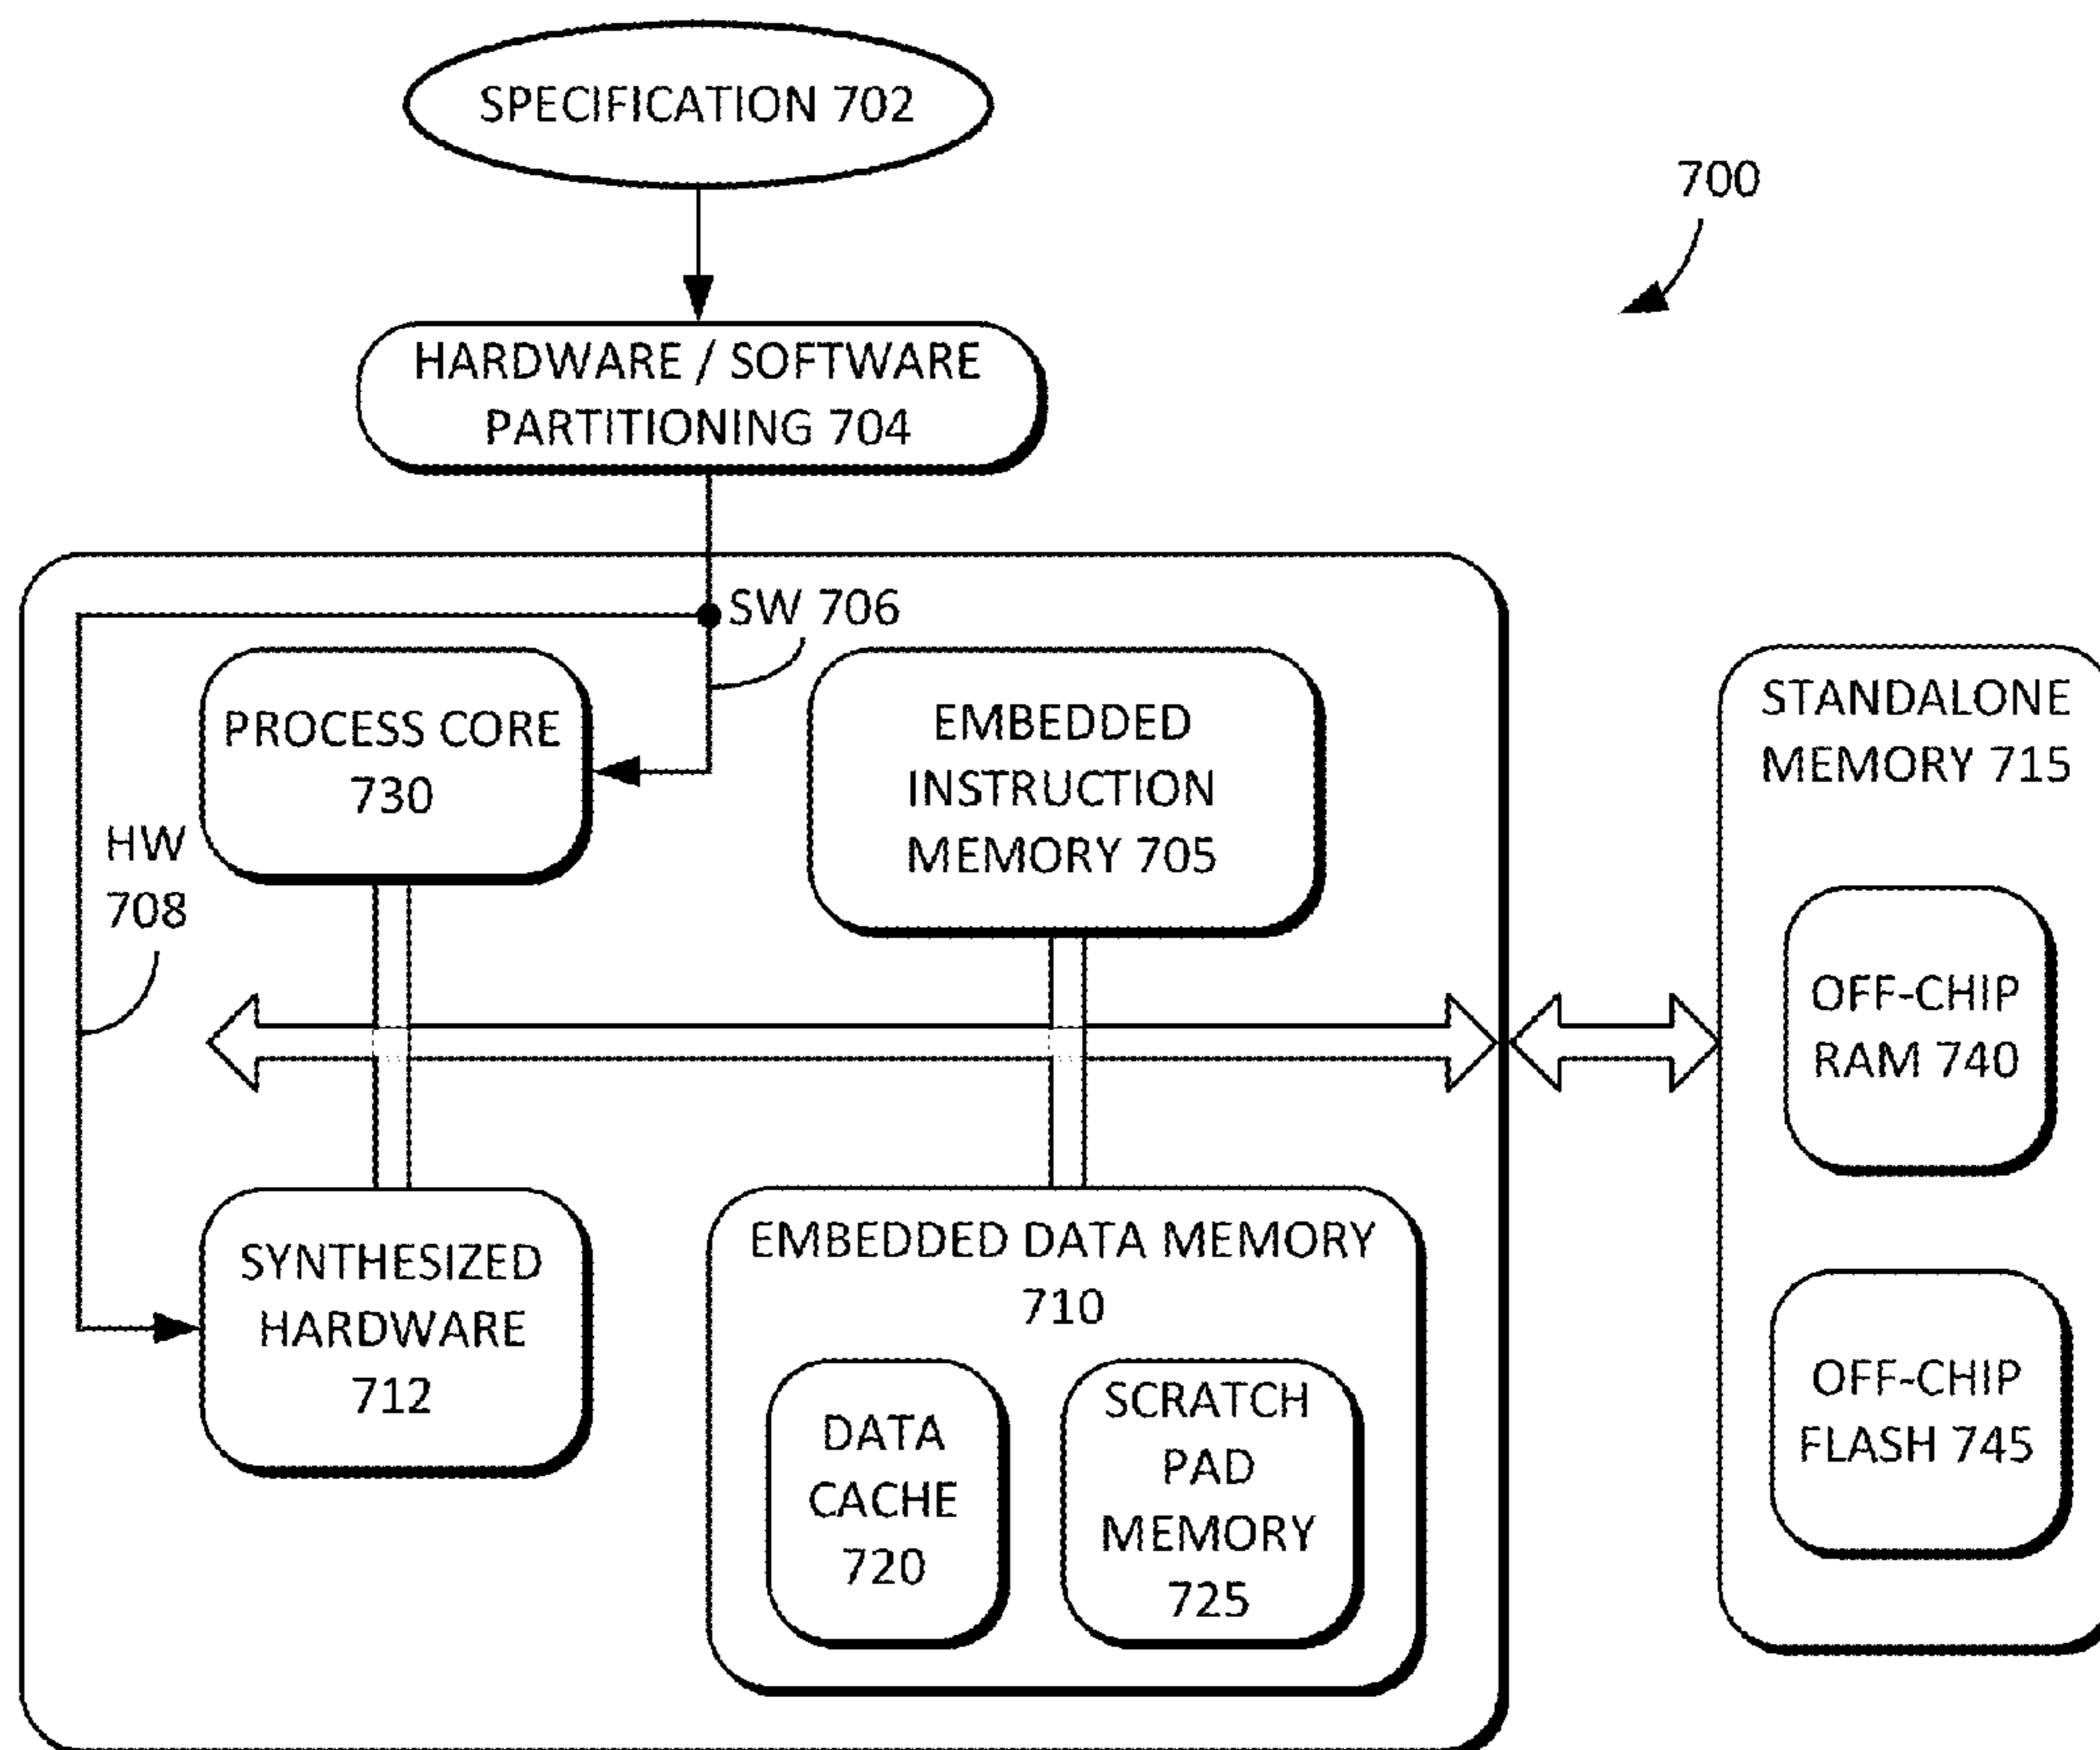 SPECIFICATION 702
700
HARDWARE / SOFTWARE
PARTITIONING 704
SW 706
PROCESS CORE
730
EMBEDDED
INSTRUCTION
MEMORY 705
STANDALONE
MEMORY 715
HW
708
OFF-CHIP
RAM 740
SYNTHESIZED
HARDWARE
712
EMBEDDED DATA MEMORY
710
DATA
CACHE
720
SCRATCH
PAD
MEMORY
725
OFF-CHIP
FLASH 745